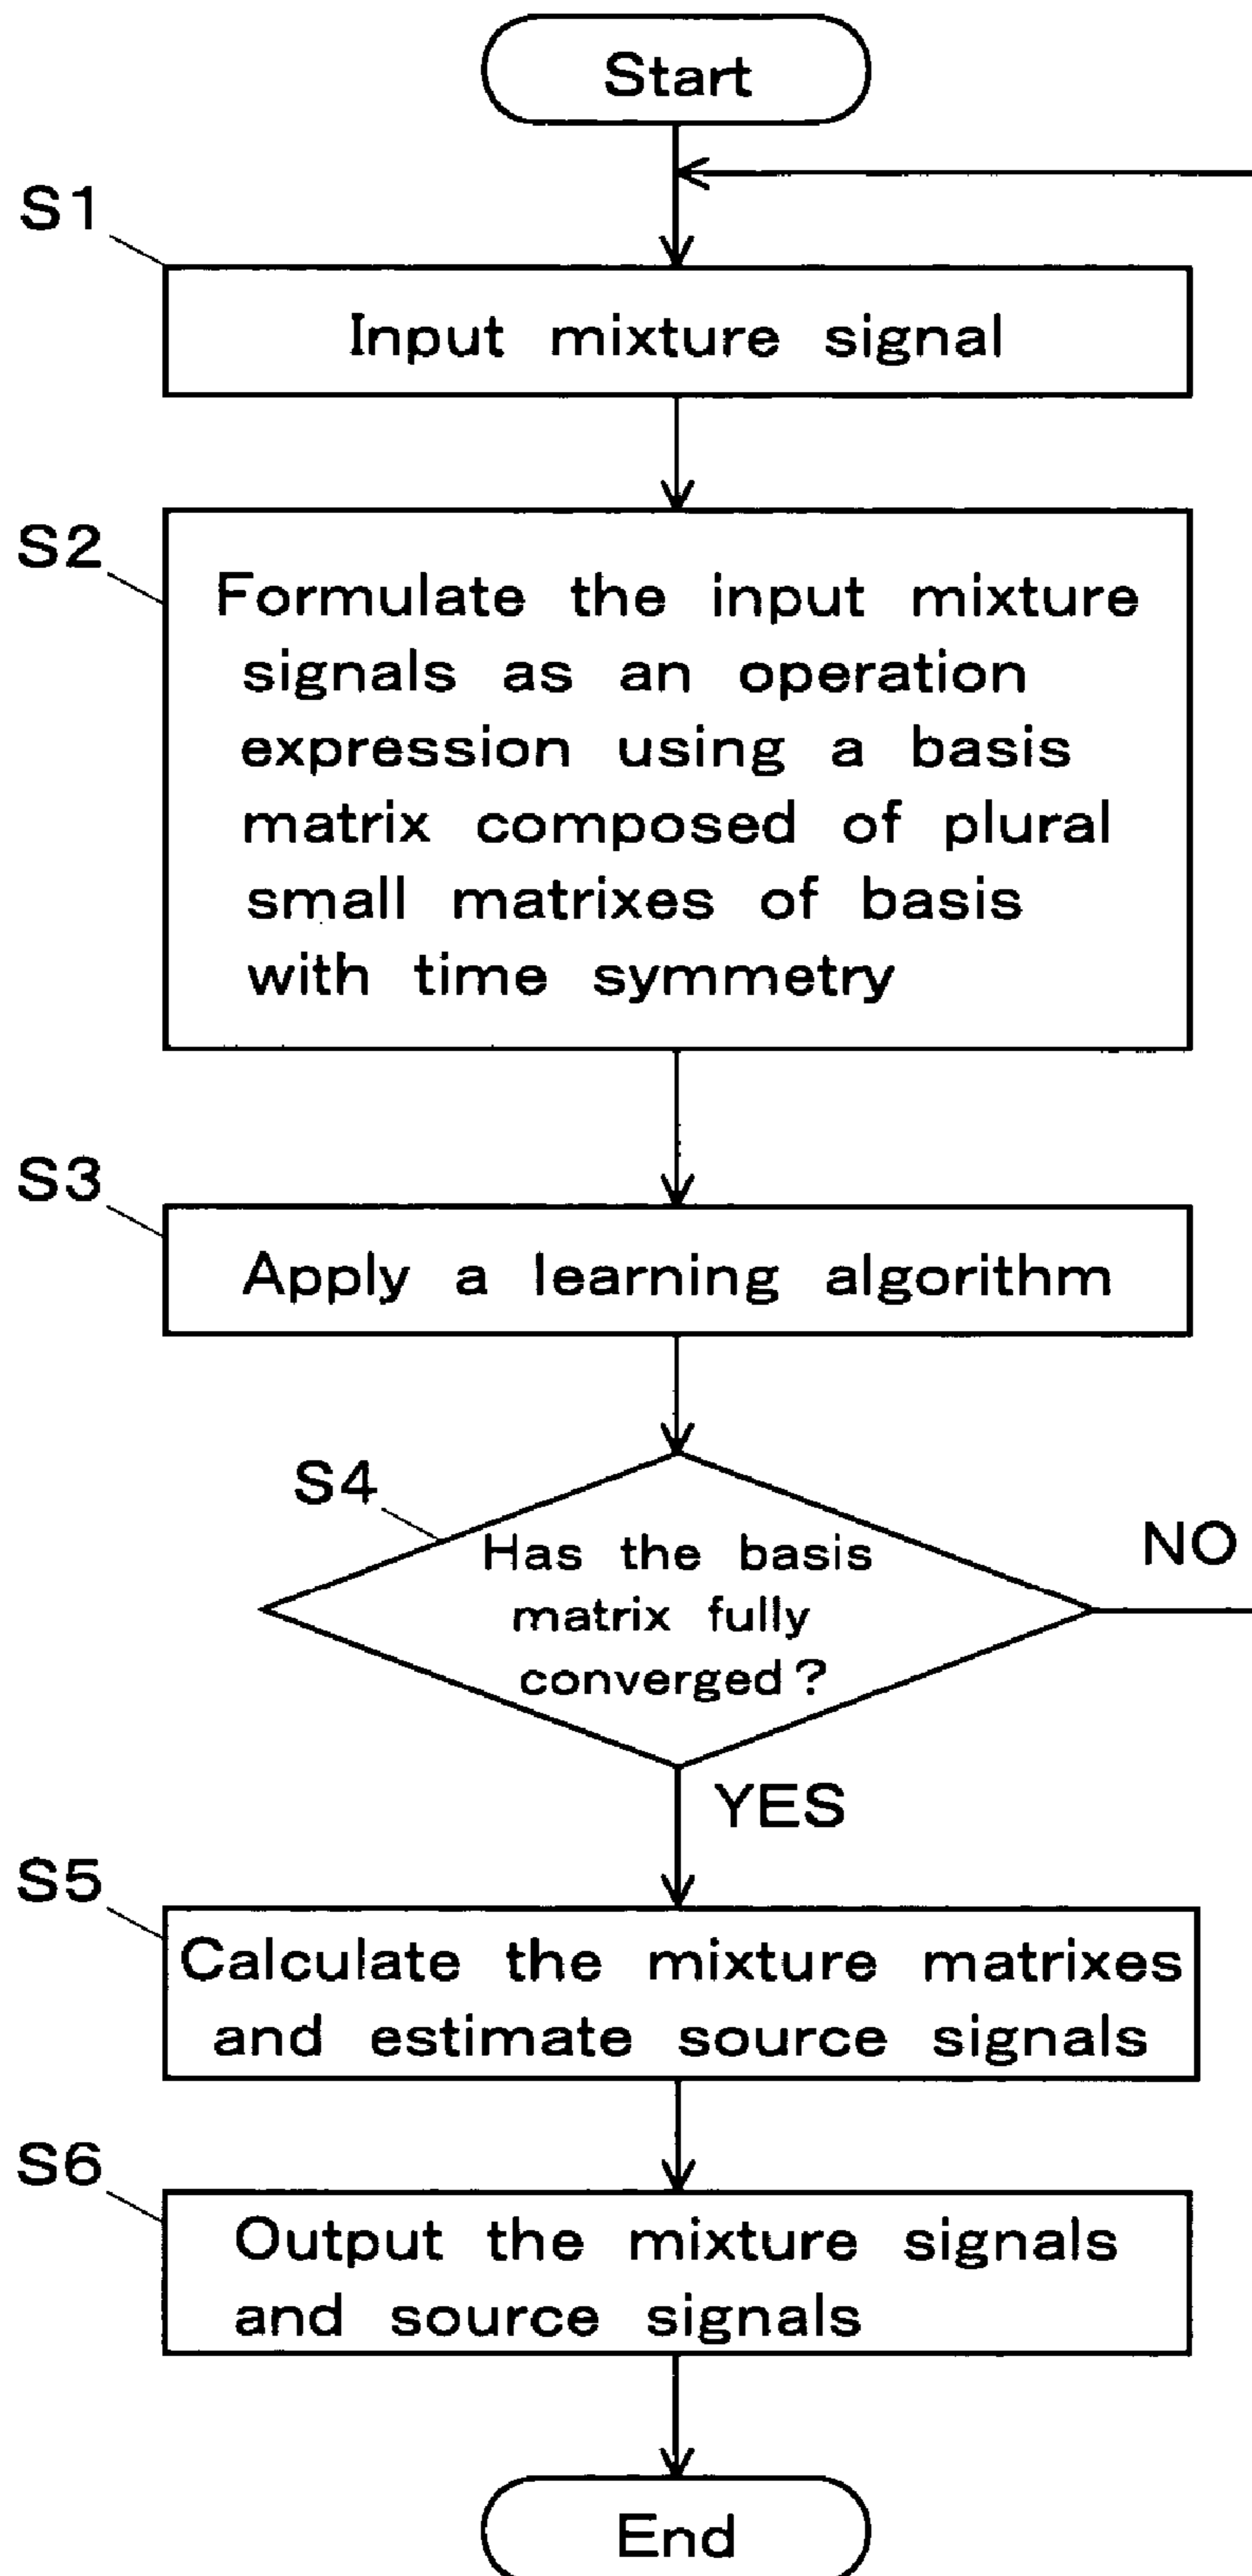 Start
S1
Input mixture signal
S2
Formulate the input mixture
signals as an operation
expression using a basis
matrix composed of plural
small matrixes of basis
with time symmetry
S3
Apply a learning algorithm
S4
Has the basis
matrix fully
converged?
NO
YES
S5
Calculate the mixture matrixes
and estimate source signals
S6
Output the mixture signals
and source signals
End